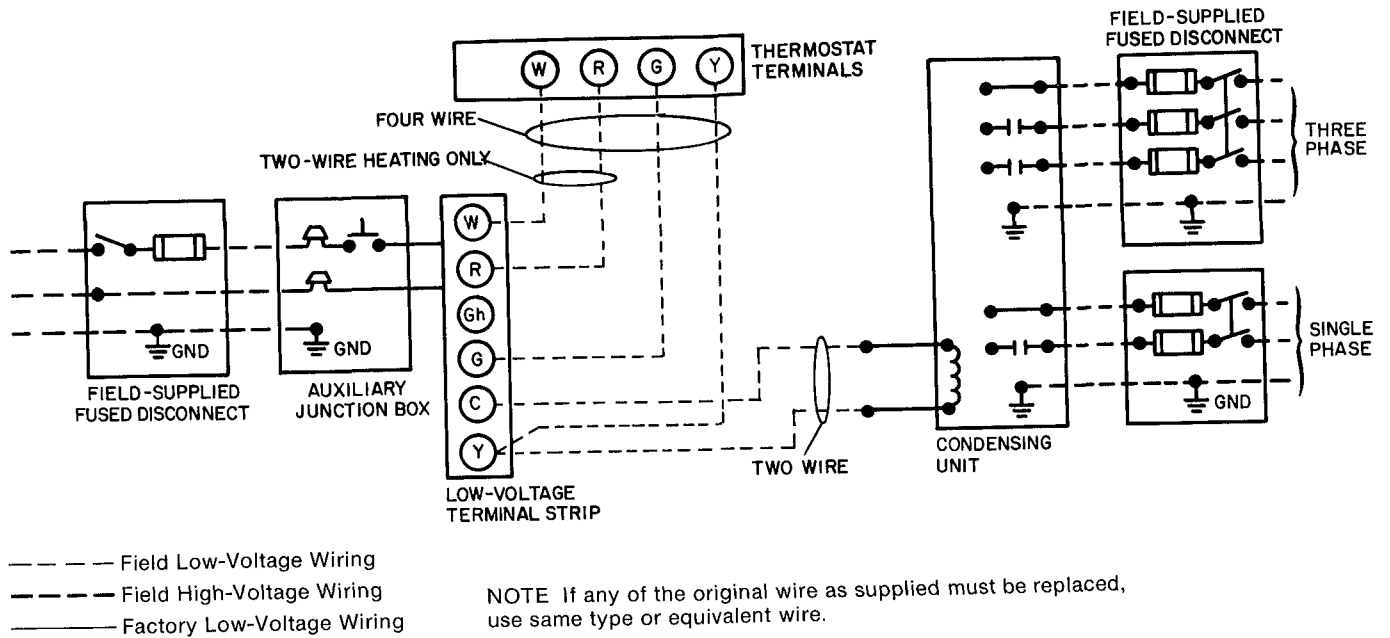 FIELD-SUPPLIED
FUSED DISCONNECT
THERMOSTAT
TERMINALS
W R G Y
FOUR WIRE
TWO-WIRE HEATING ONLY
THREE
PHASE
W
R
Gh
G
C
Y
GND
GND
FIELD-SUPPLIED
FUSED DISCONNECT
AUXILIARY
JUNCTION BOX
LOW-VOLTAGE
TERMINAL STRIP
TWO WIRE
CONDENSING
UNIT
SINGLE
PHASE
GND
Field Low-Voltage Wiring
Field High-Voltage Wiring
Factory Low-Voltage Wiring
NOTE If any of the original wire as supplied must be replaced,
use same type or equivalent wire.